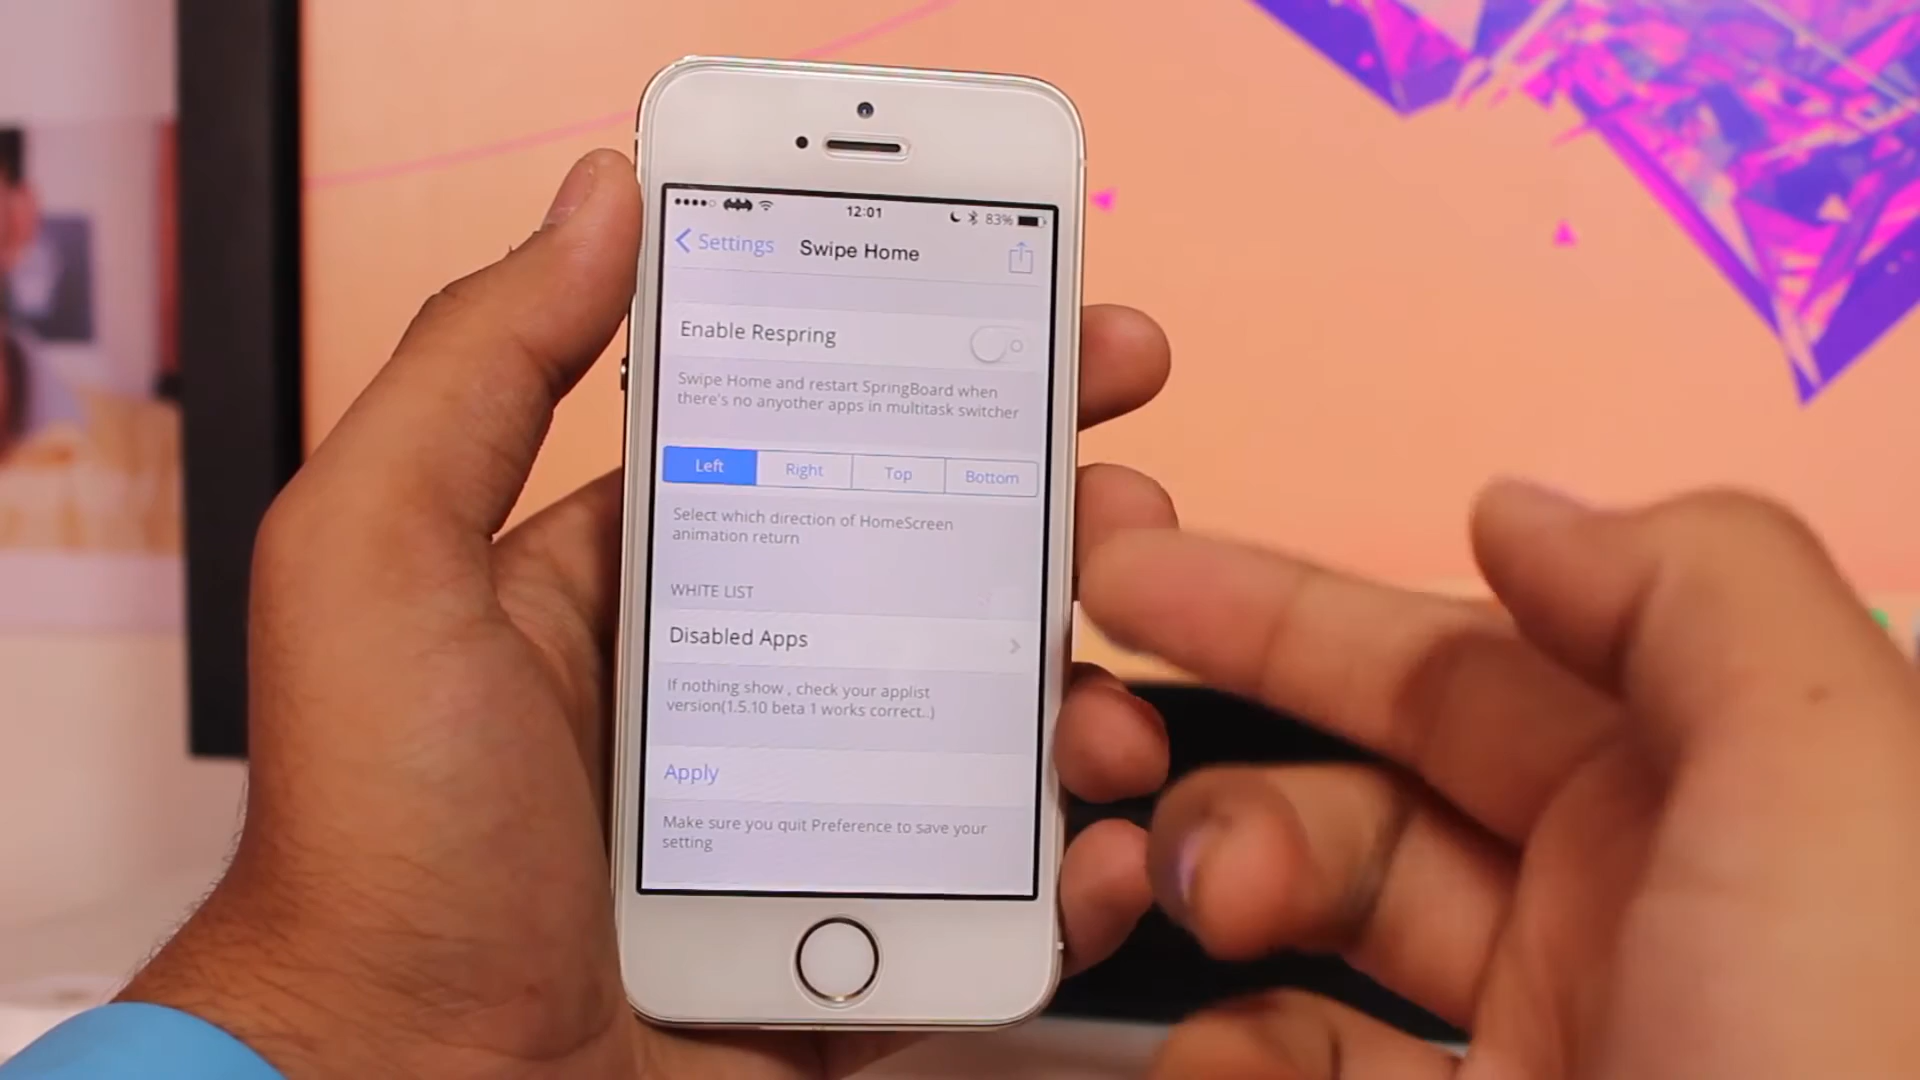 12:01
83%
Settings
Swipe Home
Enable Respring
Swipe Home and restart SpringBoard when
there's no anyother apps in multitask switcher
Left Right Top Bottom
Select which direction of HomeScreen
animation return
WHITE LIST
Disabled Apps
If nothing show , check your applist
version(1.5.10 beta 1 works correct..)
Apply
Make sure you quit Preference to save your
setting